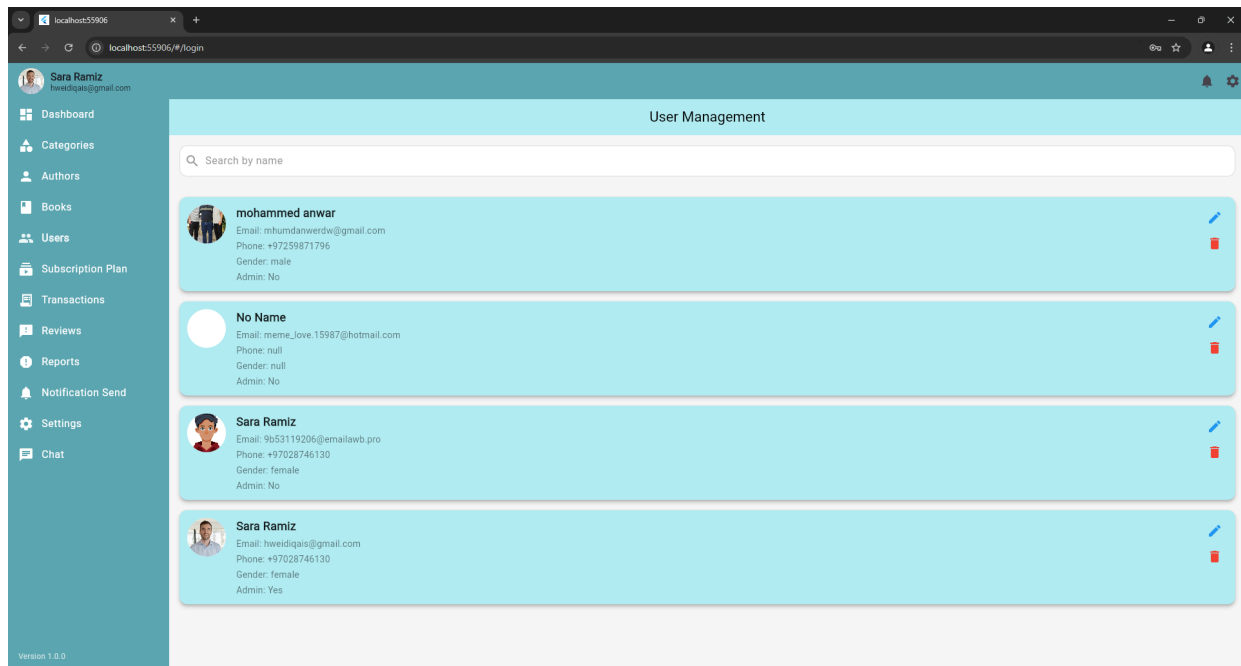 localhost:55906
localhost:55906/#/login
Sara Ramiz
hweidiqais@gmail.com
Dashboard
Categories
Authors
Books
Users
Subscription Plan
Transactions
Reviews
Reports
Notification Send
Settings
Chat
Version 1.0.0
User Management
Search by name
mohammed anwar
Email: mhumdanwerdw@gmail.com
Phone: +97259871796
Gender: male
Admin: No
No Name
Email: meme_love.15987@hotmail.com
Phone: null
Gender: null
Admin: No
Sara Ramiz
Email: 9b53119206@emailawb.pro
Phone: +97028746130
Gender: female
Admin: No
Sara Ramiz
Email: hweidiqais@gmail.com
Phone: +97028746130
Gender: female
Admin: Yes